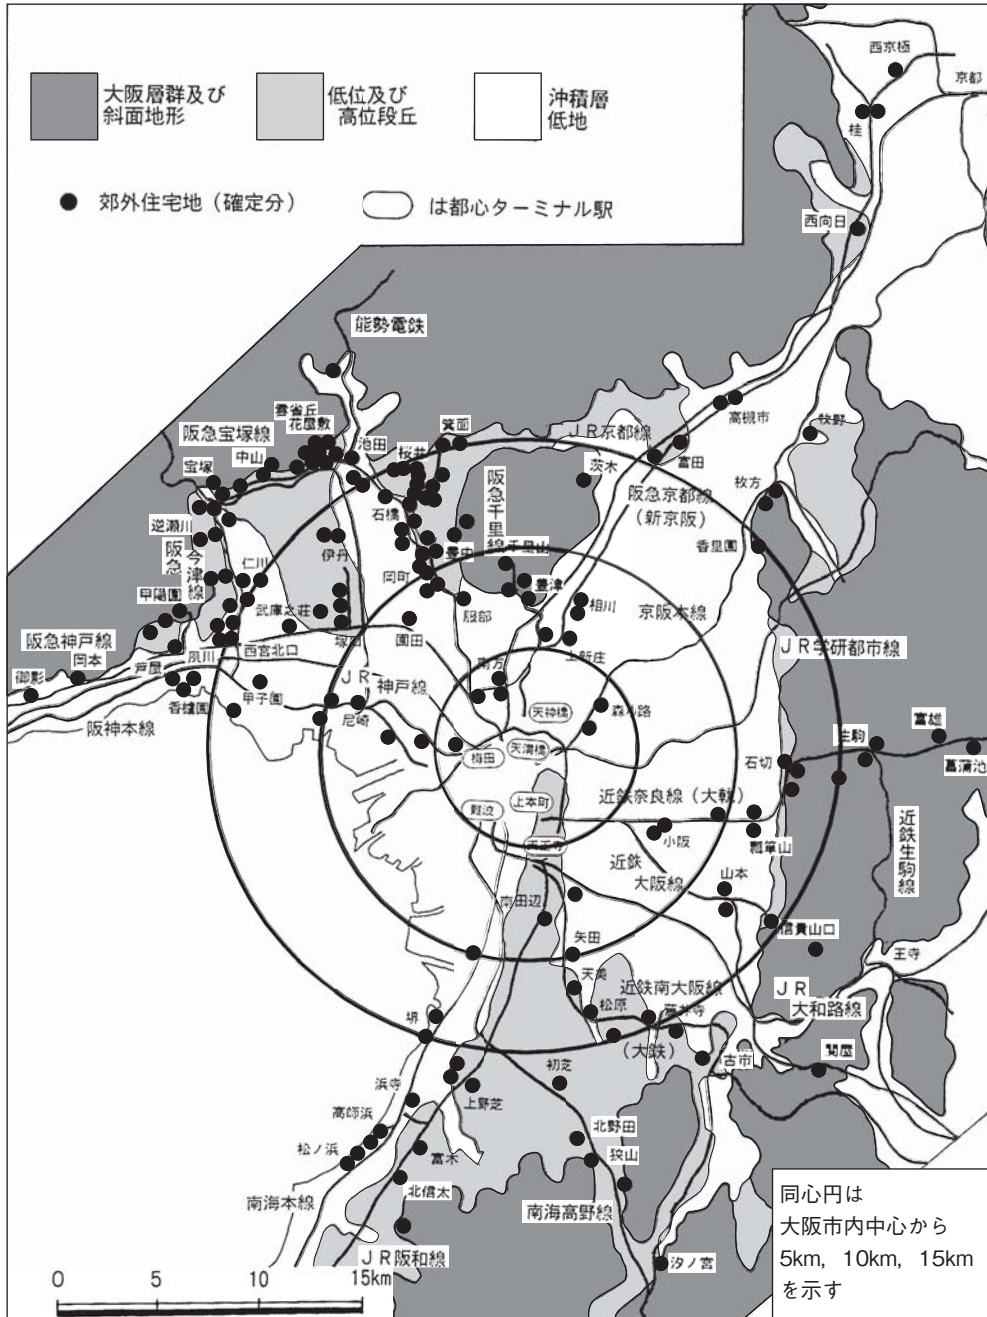 大阪層群及び
斜面地形
低位及び
高位段丘
沖積層
低地
郊外住宅地（確定分）
は都心ターミナル駅
西京極
京都
桂
西向日
能勢電鉄
雲雀丘
花屋敷
阪急宝塚線
中山
宝塚
池田
桜井
箕面
ＪＲ京都線
高槻市
牧野
茨木
富田
阪急千里線
阪急京都線
（新京阪）
枚方
香里園
石橋
逆瀬川
阪急
今津線
伊丹
豊中
千里山
仁川
岡町
豊津
甲陽園
武庫之荘
服部
相川
京阪本線
阪急神戸線
塚口
園田
上新庄
ＪＲ学研都市線
岡本
夙川
西宮北口
御影
芦屋
南方
ＪＲ神戸線
香櫨園
甲子園
尼崎
天神橋
森小路
阪神本線
梅田
天満橋
生駒
富雄
石切
菖蒲池
難波
上本町
近鉄奈良線（大軌）
小阪
瓢箪山
近鉄生駒線
天王寺
近鉄
大阪線
山本
南田辺
信貴山口
矢田
王寺
天美
近鉄南大阪線
ＪＲ
大和路線
松原
藤井寺
堺
（大鉄）
古市
関屋
初芝
浜寺
上野芝
高師浜
北野田
松ノ浜
富木
狭山
北信太
南海本線
南海高野線
ＪＲ阪和線
汐ノ宮
0 5 10 15km
同心円は
大阪市内中心から
5km，10km，15km
を示す